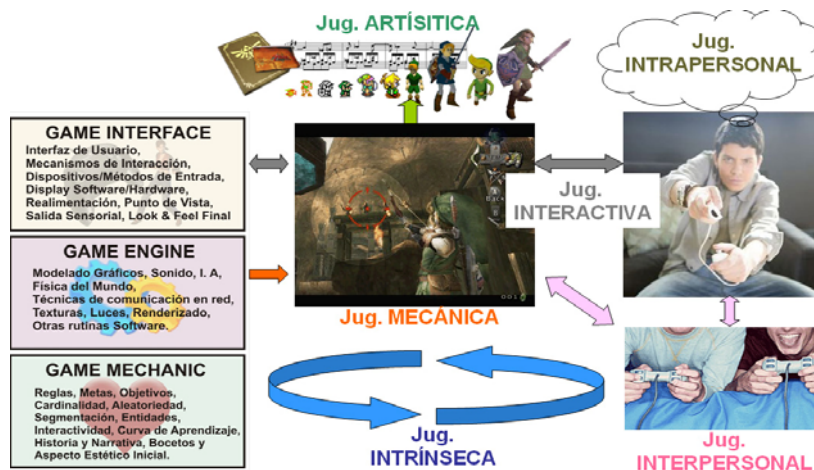 Jug. ARTÍSITICA
Jug.
INTRAPERSONAL
GAME INTERFACE
Interfaz de Usuario,
Mecanismos de Interacción,
Dispositivos/Métodos de Entrada,
Display Software/Hardware,
Realimentación, Punto de Vista,
Salida Sensorial, Look & Feel Final
Back
Jug.
INTERACTIVA
GAME ENGINE
Modelado Gráficos, Sonido, I. A,
Física del Mundo,
Técnicas de comunicación en red,
Texturas, Luces, Renderizado,
Otras rutinas Software.
Jug. MECÀNICA
GAME MECHANIC
Reglas, Metas, Objetivos,
Cardinalidad, Aleatoriedad,
Segmentación, Entidades,
Interactividad, Curva de Aprendizaje,
Historia y Narrativa, Bocetos y
Aspecto Estético Inicial.
Jug.
INTRÍNSECA
Jug.
INTERPERSONAL